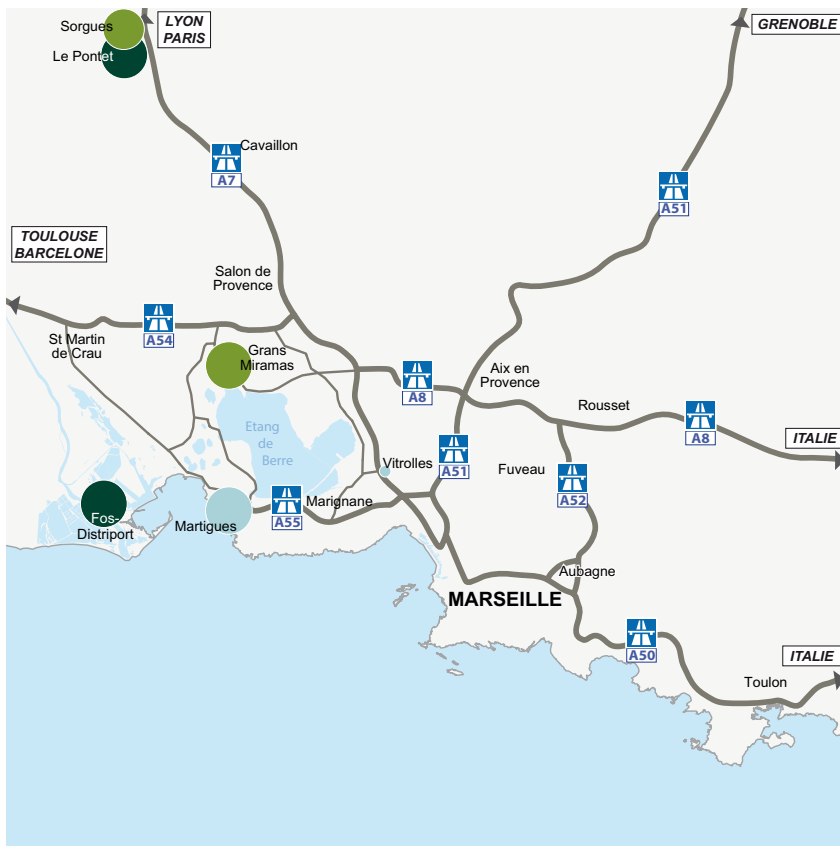 Sorgues
Le Pontet
LYON
PARIS
GRENOBLE
Cavaillon
A7
A51
TOULOUSE
BARCELONE
Salon de
Provence
A54
St Martin
de Crau
Grans
Miramas
A8
Aix en
Provence
Rousset
A8
ITALIE
Etang
de
Berre
Vitrolles
A51
Fuveau
A52
Marignane
A55
Martigues
Fos-
Distriport
Aubagne
MARSEILLE
A50
ITALIE
Toulon